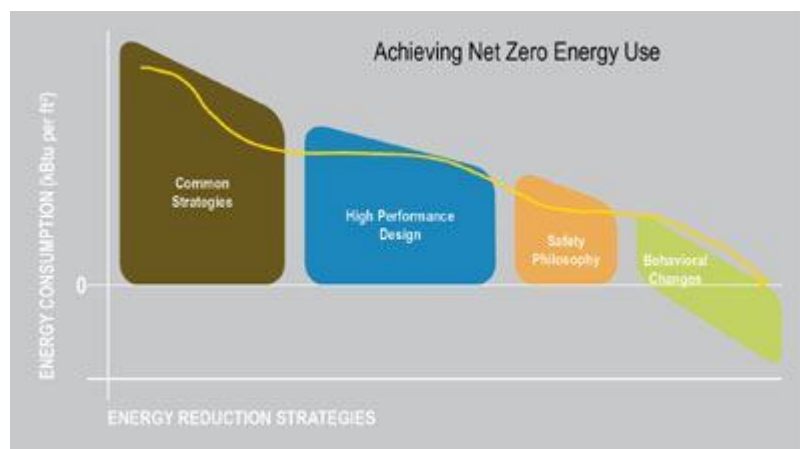 Achieving Net Zero Energy Use
ENERGY CONSUMPTION (kBtu per ft²)
Common
Strategies
High Performance
Design
Safety
Philosophy
Behavioral
Changes
0
ENERGY REDUCTION STRATEGIES